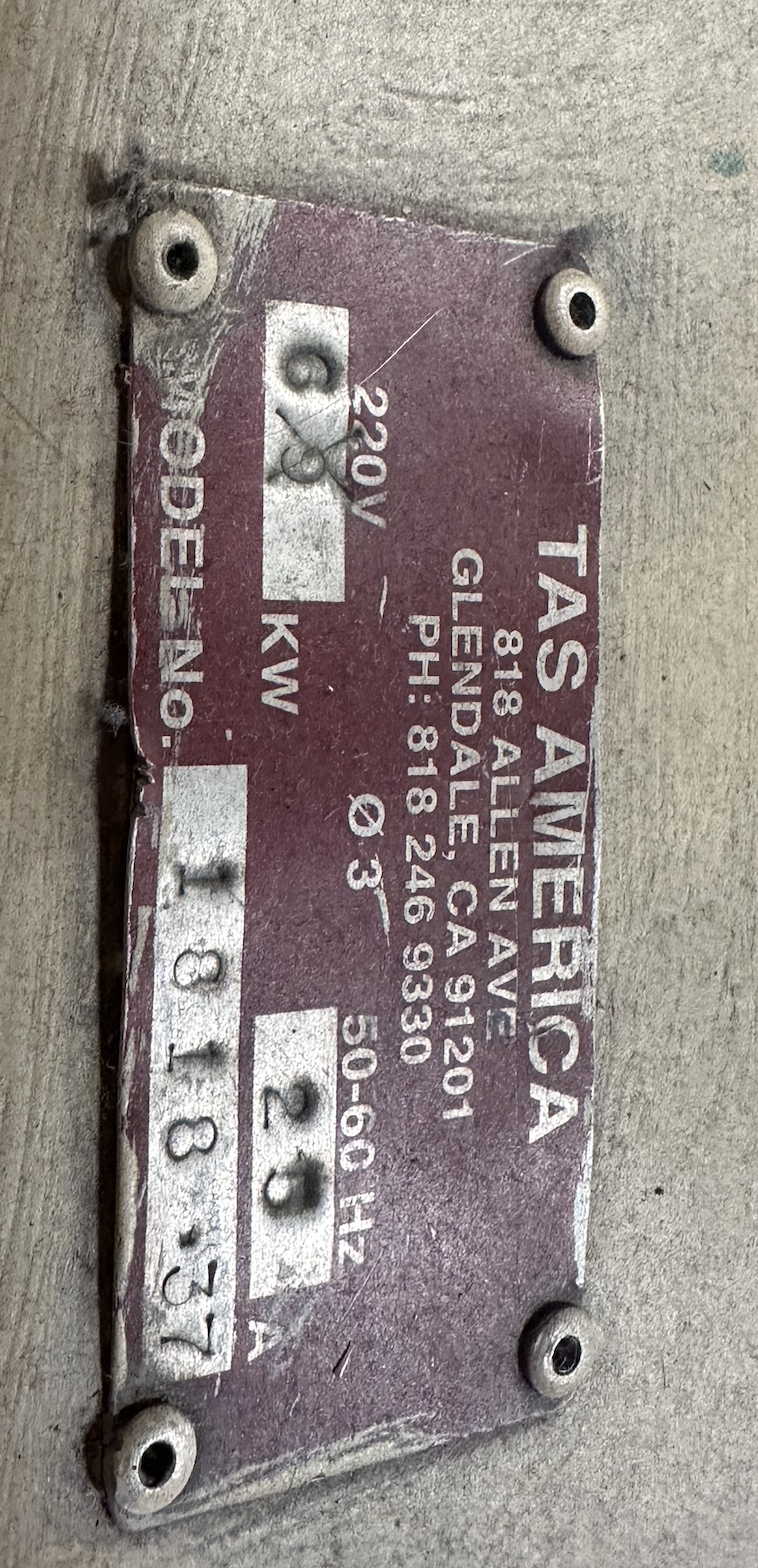 TAS AMERICA
818 ALLEN AVE
GLENDALE, CA 91201
PH: 818 246 9330
220V Ø 3 50-60 Hz
KW A
MODEL No. 1818.37